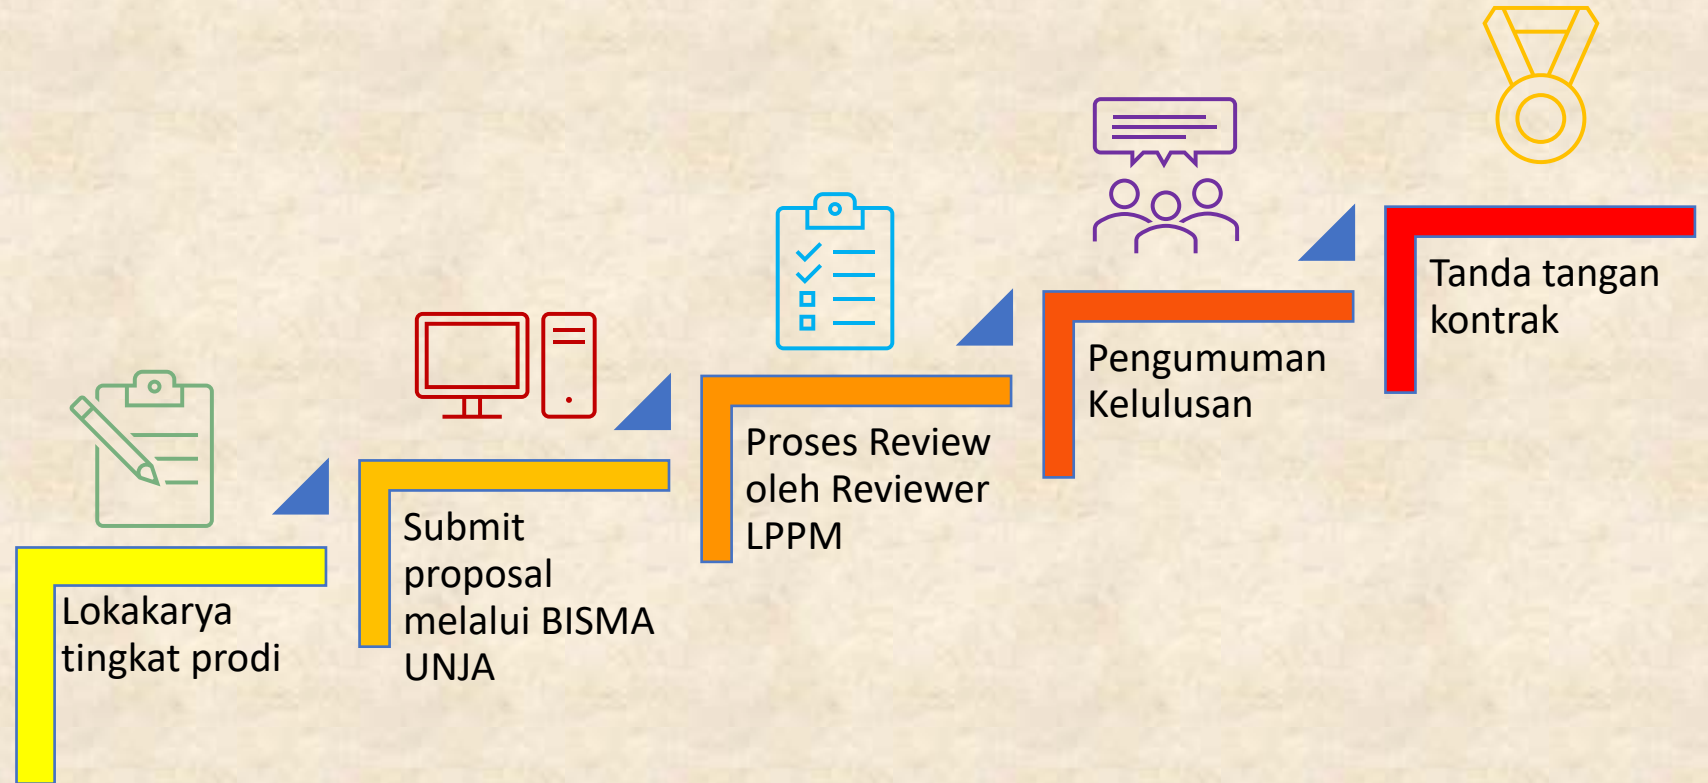 Lokakarya
tingkat prodi
Submit
proposal
melalui BISMA
UNJA
Proses Review
oleh Reviewer
LPPM
Pengumuman
Kelulusan
Tanda tangan
kontrak